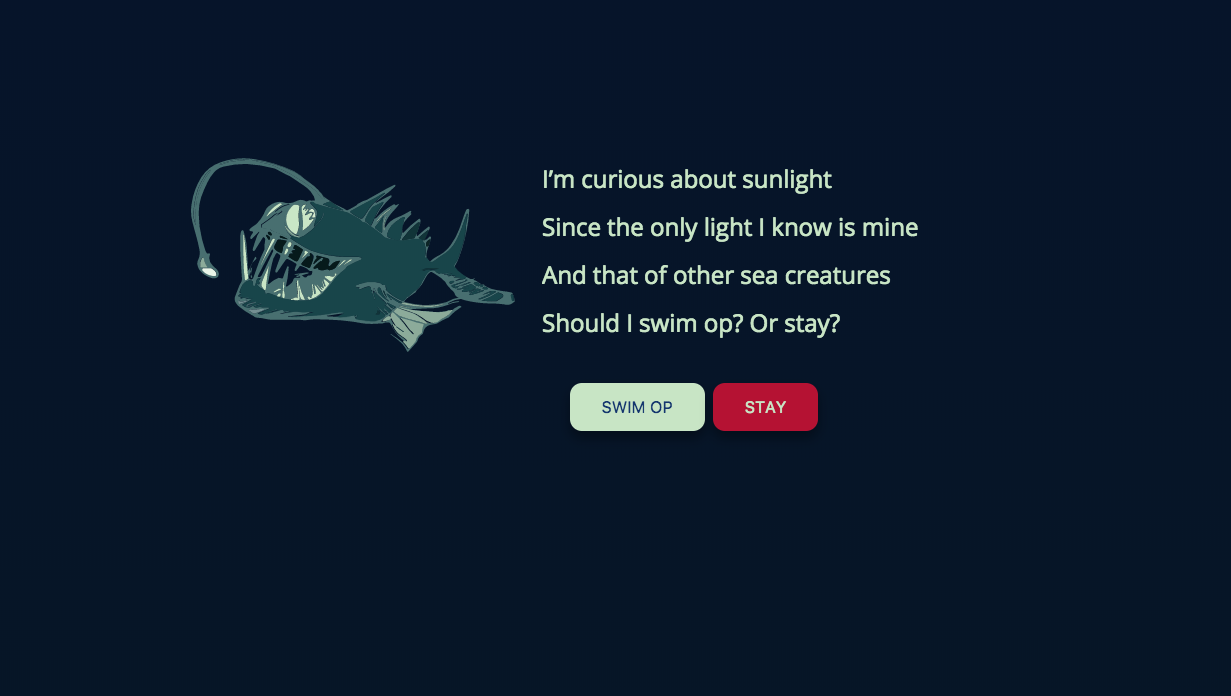 I’m curious about sunlight
Since the only light I know is mine
And that of other sea creatures
Should I swim op? Or stay?
SWIM OP
STAY